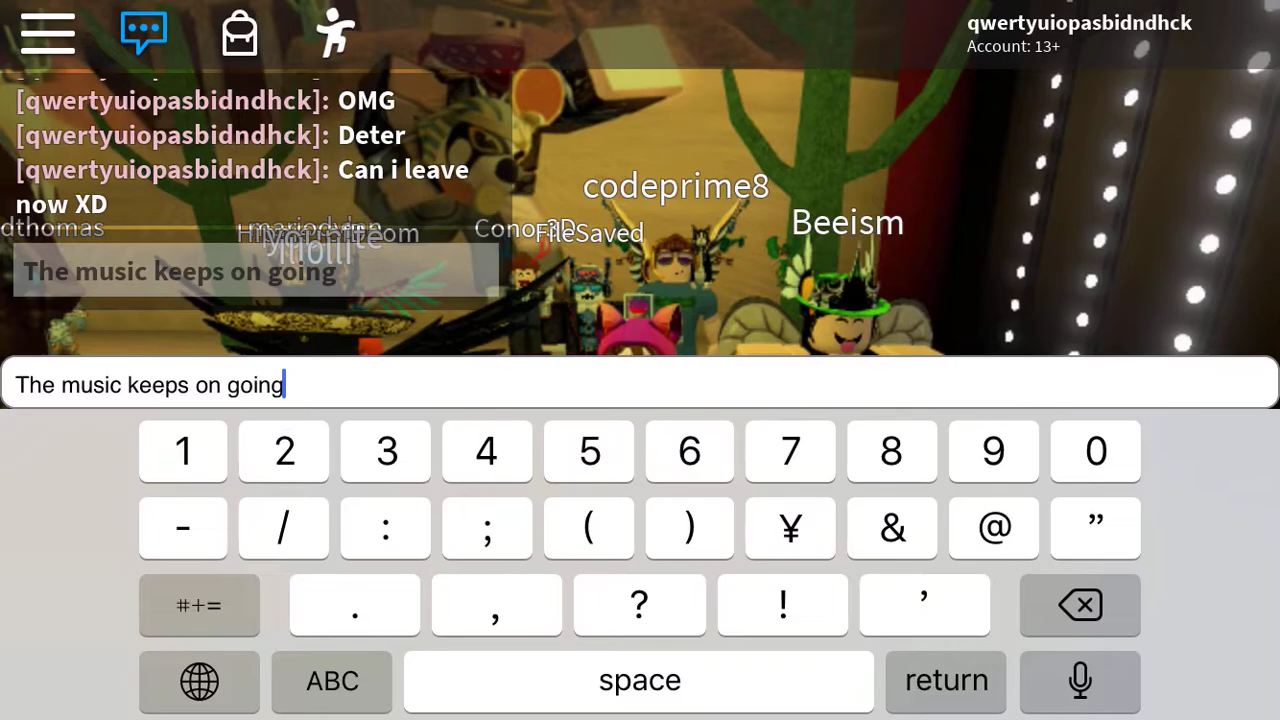 qwertyuiopasbidndhck
Account: 13+
[qwertyuiopasbidndhck]: OMG
[qwertyuiopasbidndhck]: Deter
[qwertyuiopasbidndhck]: Can i leave
now XD
codeprime8
Beeism
dthomas
FileSaved
The music keeps on going
The music keeps on going
1 2 3 4 5 6 7 8 9 0
- / : ; ( ) ¥ & @ ”
#+= . , ? ! ’
ABC space return